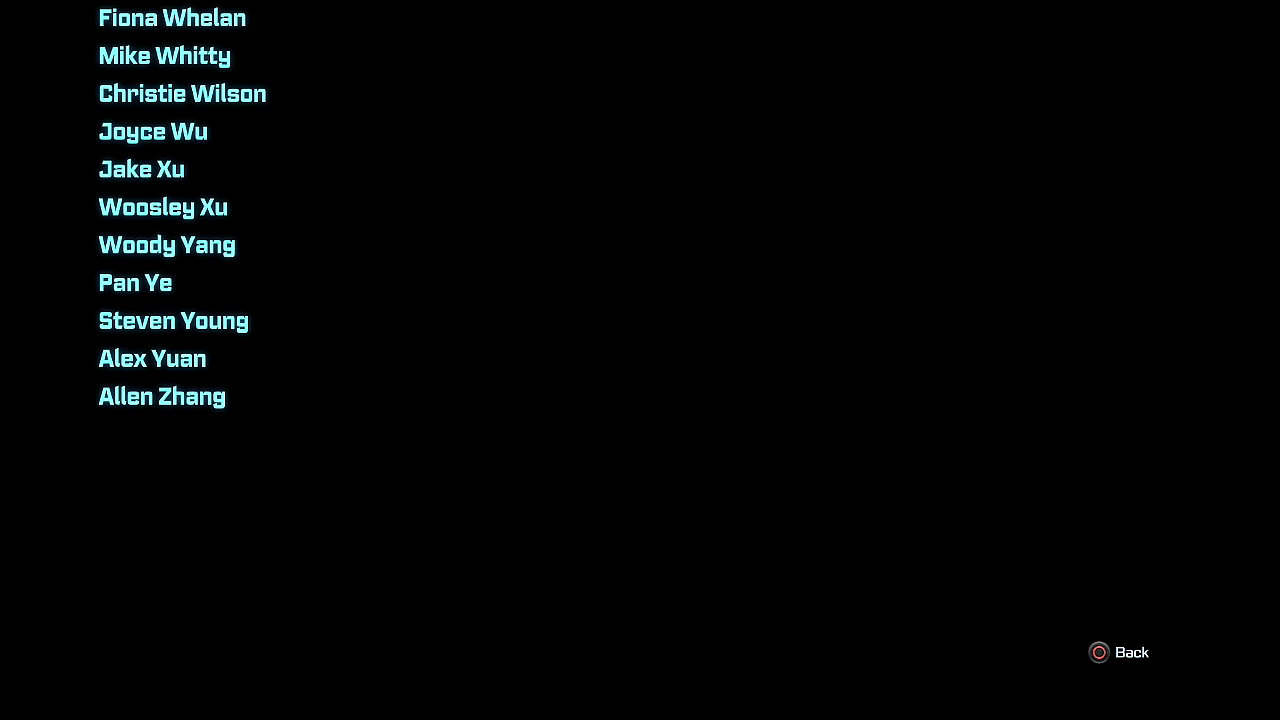 Fiona Whelan
Mike Whitty
Christie Wilson
Joyce Wu
Jake Xu
Woosley Xu
Woody Yang
Pan Ye
Steven Young
Alex Yuan
Allen Zhang
Back